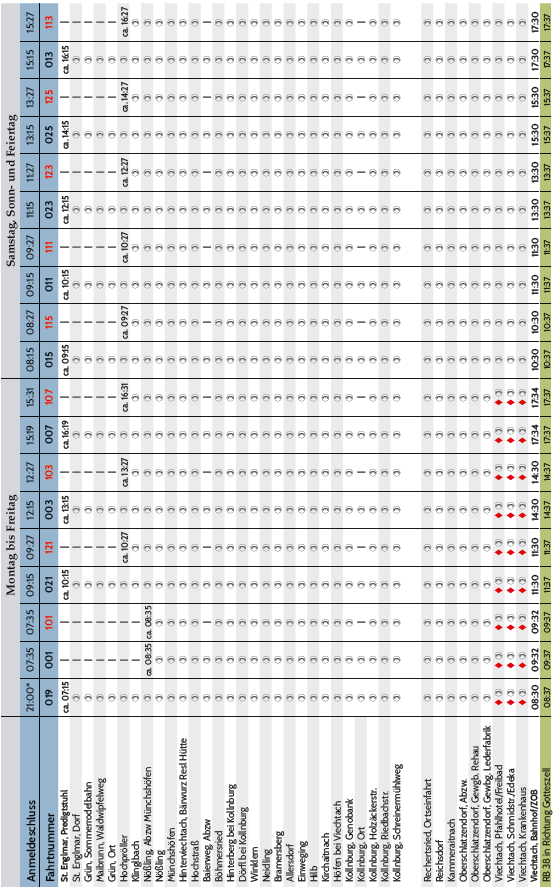 Montag bis Freitag Samstag, Sonn- und Feiertag
Anmeldeschluss 21:00* 07:35 07:35 09:15 09:27 12:15 12:27 15:19 15:31 08:15 08:27 09:15 09:27 11:15 11:27 13:15 13:27 15:15 15:27
Fahrtnummer 019 001 101 021 121 003 103 007 107 015 115 011 111 023 123 025 125 013 113
St. Englmar, Predigtstuhl ca. 07:15 — — ca. 10:15 — ca. 13:15 — ca. 16:19 — ca. 09:15 — ca. 10:15 — ca. 12:15 — ca. 14:15 — ca. 16:15 —
St. Englmar, Dorf
Grün, Sommerrodelbahn
Maibrunn, Waldwipfelweg
Grün, Ort
Hochpröller ca. 10:27 ca. 13:27 ca. 16:31 ca. 09:27 ca. 10:27 ca. 12:27 ca. 14:27 ca. 16:27
Klingbach
Nößling, Abzw Münchshöfen ca. 08:35 ca. 08:35
Nößling
Münchshöfen
Wiederviechtach, Bärwurz Resl Hütte
Hochstraß
Baierweg, Abzw
Böhmersried
Hinterberg bei Kollnburg
Dörfl bei Kollnburg
Winklern
Neidling
Bramersberg
Allersdorf
Einweging
Hilb
Kirchaitnach
Höfen bei Viechtach
Kollnburg, Genobank
Kollnburg, Ort
Kollnburg, Holzäckerstr.
Kollnburg, Riedbachstr.
Kollnburg, Schreinermühlweg
Rechertsried, Ortseinfahrt
Reichsdorf
Kammeraitnach
Oberschlatzendorf, Abzw.
Oberschlatzendorf Gewgb. Rehau
Oberschlatzendorf Gewrbg. Lederfabrik
Viechtach, Pfahlhotel/Freibad
Viechtach, Schmidstr./Edeka
Viechtach, Krankenhaus
Viechtach, Bahnhof/ZOB 08:30 09:32 09:32 11:30 11:30 14:30 14:30 17:34 17:34 10:30 10:30 11:30 11:30 13:30 13:30 15:30 15:30 17:30 17:30
RB 38 in Richtung Gotteszell 08:37 09:37 09:37 11:37 11:37 14:37 14:37 17:37 17:37 10:37 10:37 11:37 11:37 13:37 13:37 15:37 15:37 17:37 17:37